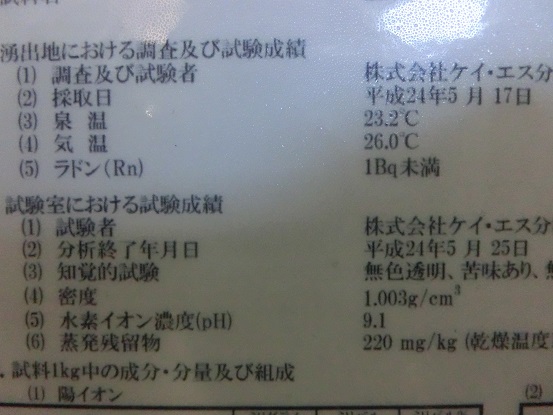 湧出地における調査及び試験成績
(1) 調査及び試験者 株式会社ケイ・エス分
(2) 採取日 平成24年5月17日
(3) 泉温 23.2℃
(4) 気温 26.0℃
(5) ラドン(Rn) 1Bq未満
試験室における試験成績
(1) 試験者 株式会社ケイ・エス分
(2) 分析終了年月日 平成24年5月25日
(3) 知覚的試験 無色透明、苦味あり、
(4) 密度 1.003g/cm³
(5) 水素イオン濃度(pH) 9.1
(6) 蒸発残留物 220 mg/kg (乾燥温度
. 試料1kg中の成分・分量及び組成
(1) 陽イオン (2)